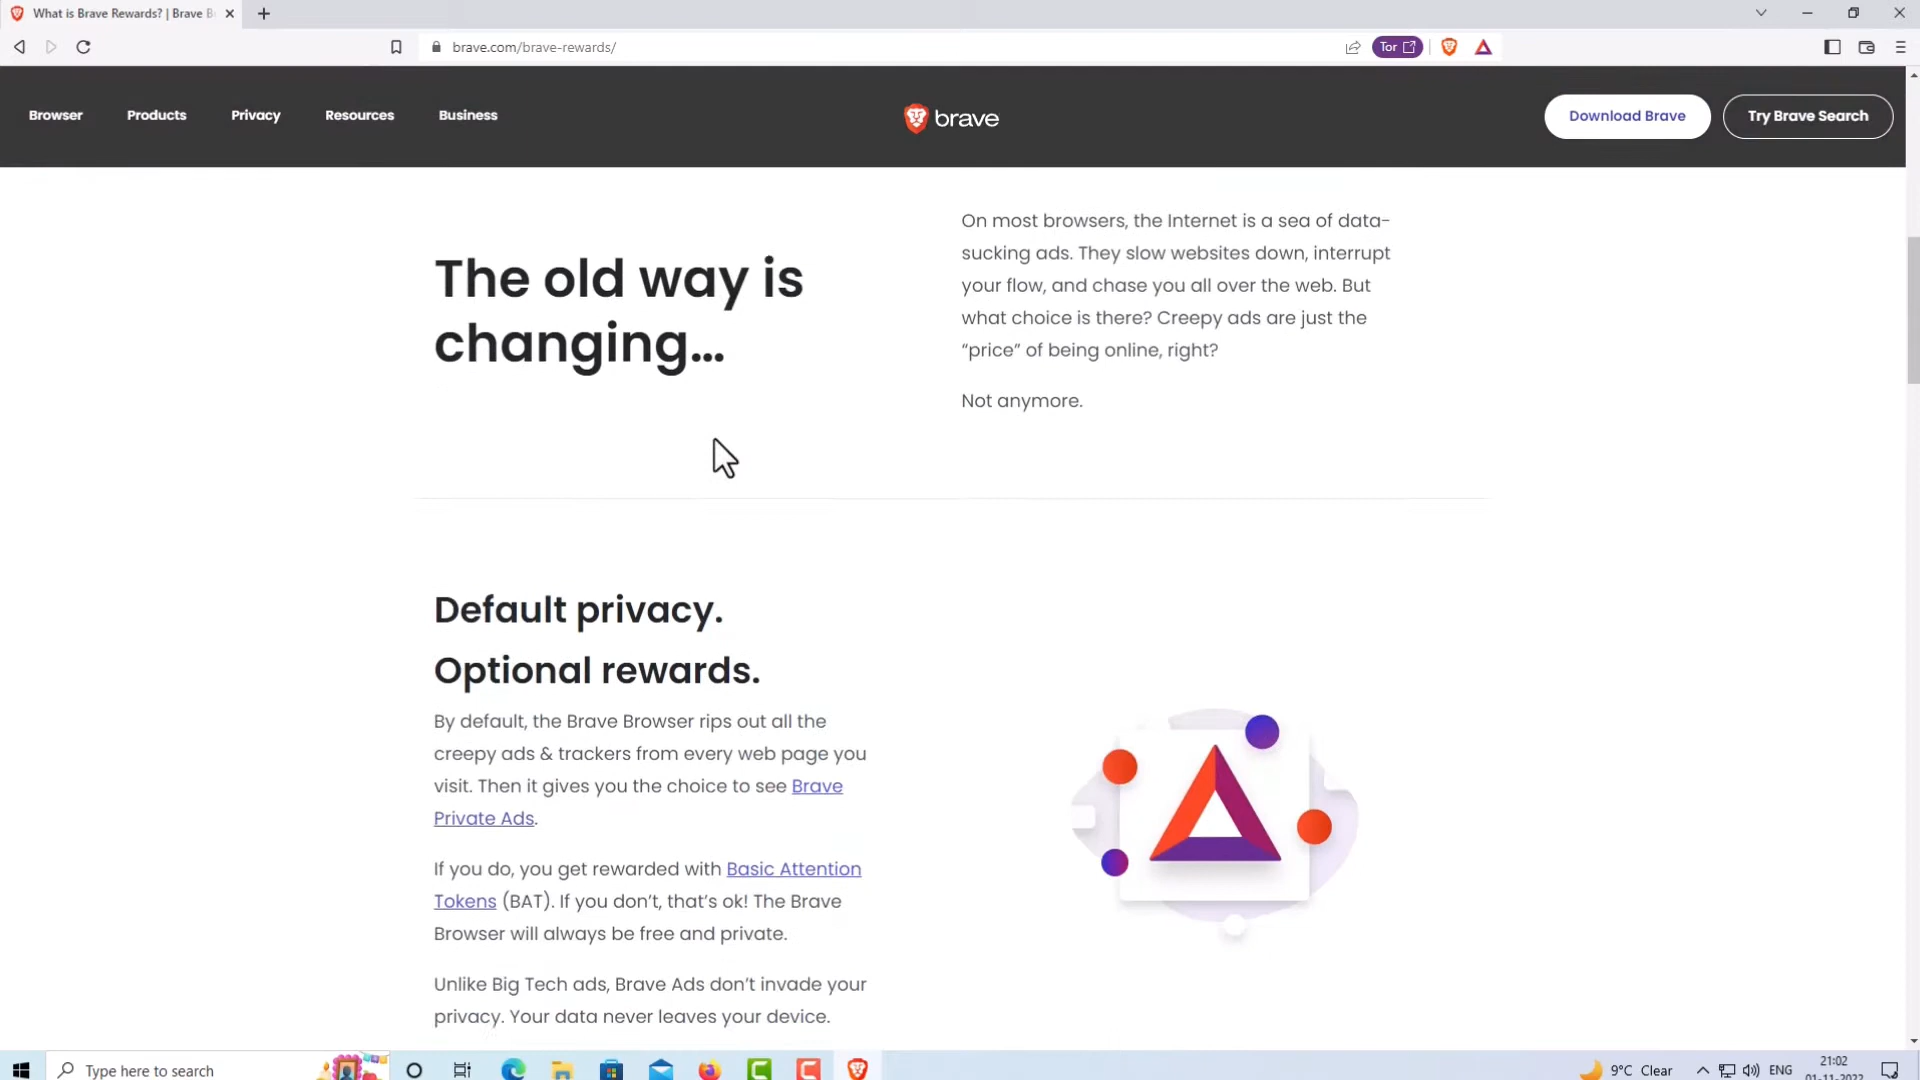 What is Brave Rewards? | Brave B
brave.com/brave-rewards/
Tor
Browser
Products
Privacy
Resources
Business
brave
Download Brave
Try Brave Search
The old way is
changing...
On most browsers, the Internet is a sea of data-
sucking ads. They slow websites down, interrupt
your flow, and chase you all over the web. But
what choice is there? Creepy ads are just the
“price” of being online, right?
Not anymore.
Default privacy.
Optional rewards.
By default, the Brave Browser rips out all the
creepy ads & trackers from every web page you
visit. Then it gives you the choice to see Brave
Private Ads.
If you do, you get rewarded with Basic Attention
Tokens (BAT). If you don’t, that’s ok! The Brave
Browser will always be free and private.
Unlike Big Tech ads, Brave Ads don’t invade your
privacy. Your data never leaves your device.
Type here to search
9°C Clear
ENG
21:02
01-11-2022